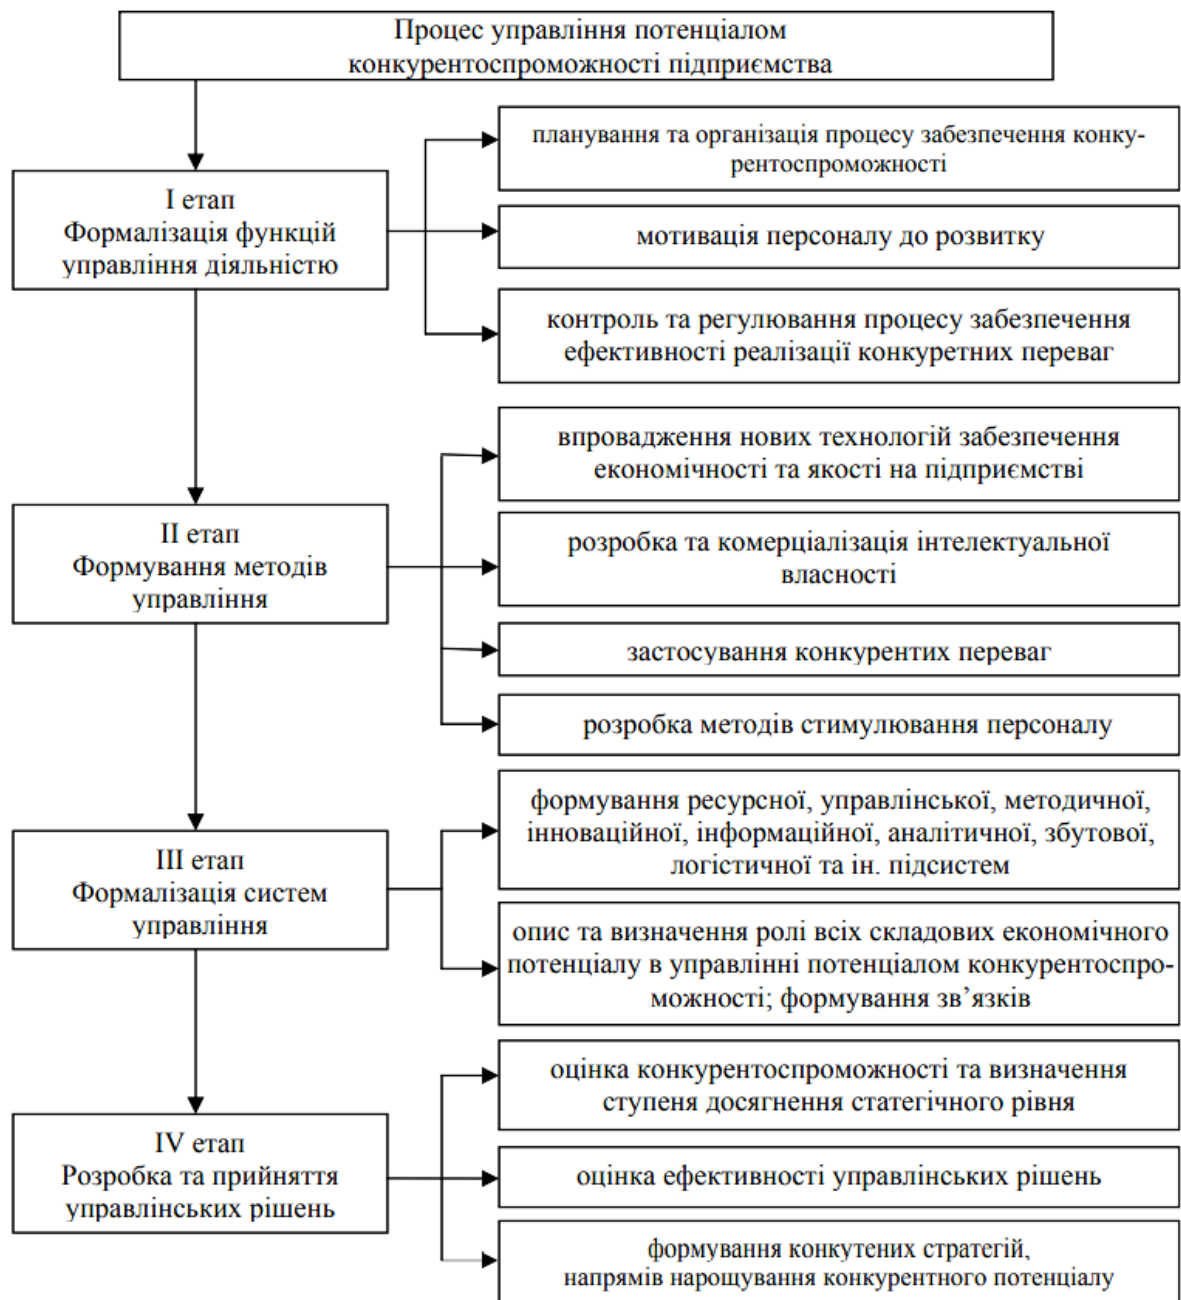 Процес управління потенціалом
конкурентоспроможності підприємства
І етап
Формалізація функцій
управління діяльністю
планування та організація процесу забезпечення конку-
рентоспроможності
мотивація персоналу до розвитку
контроль та регулювання процесу забезпечення
ефективності реалізації конкуретних переваг
ІІ етап
Формування методів
управління
впровадження нових технологій забезпечення
економічності та якості на підприємстві
розробка та комерціалізація інтелектуальної
власності
застосування конкурентих переваг
розробка методів стимулювання персоналу
ІІІ етап
Формалізація систем
управління
формування ресурсної, управлінської, методичної,
інноваційної, інформаційної, аналітичної, збутової,
логістичної та ін. підсистем
опис та визначення ролі всіх складових економічного
потенціалу в управлінні потенціалом конкурентоспро-
можності; формування зв’язків
IV етап
Розробка та прийняття
управлінських рішень
оцінка конкурентоспроможності та визначення
ступеня досягнення статегічного рівня
оцінка ефективності управлінських рішень
формування конкутених стратегій,
напрямів нарощування конкурентного потенціалу